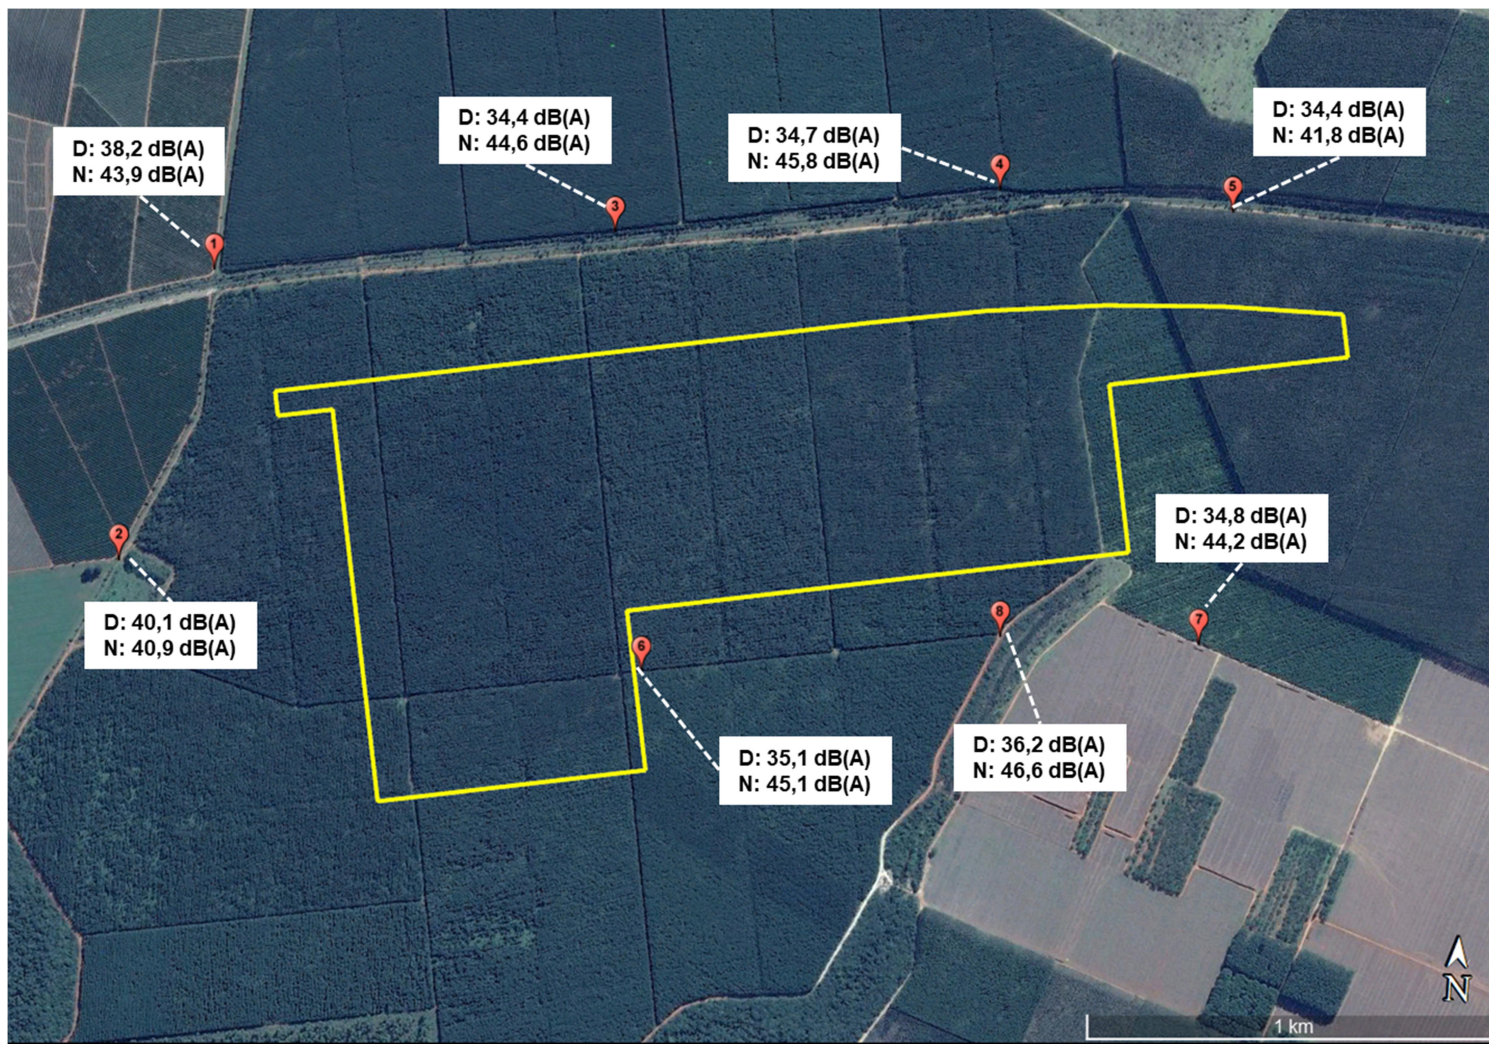 D: 34,4 dB(A)
N: 44,6 dB(A)
D: 34,7 dB(A)
N: 45,8 dB(A)
D: 34,4 dB(A)
N: 41,8 dB(A)
D: 38,2 dB(A)
N: 43,9 dB(A)
4
5
3
1
D: 34,8 dB(A)
N: 44,2 dB(A)
2
D: 40,1 dB(A)
N: 40,9 dB(A)
8
7
6
D: 35,1 dB(A)
N: 45,1 dB(A)
D: 36,2 dB(A)
N: 46,6 dB(A)
N
1 km